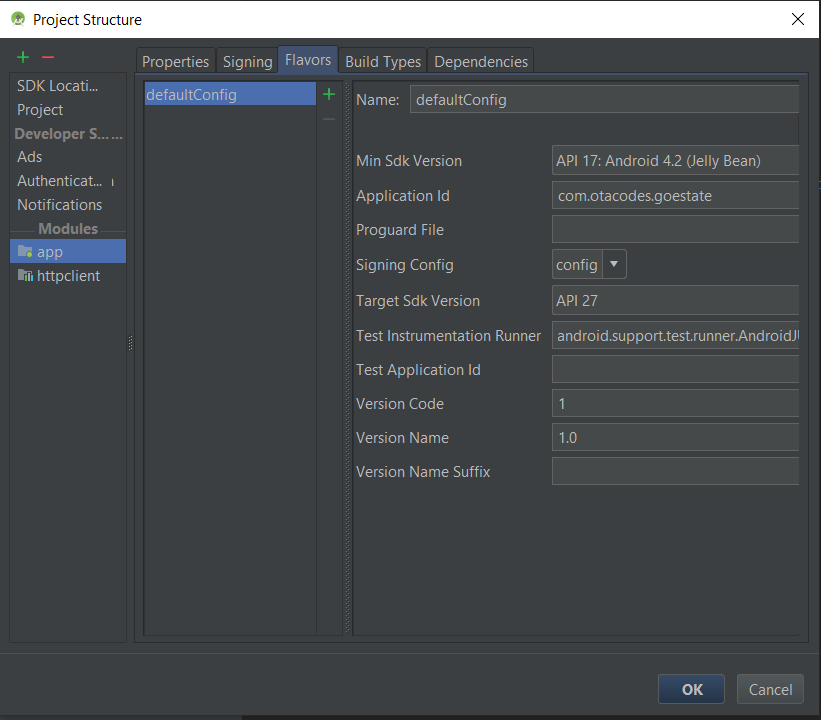 Project Structure
Properties Signing Flavors Build Types Dependencies
SDK Locati...
Project
Developer S... ...
Ads
Authenticat...
Notifications
Modules
app
httpclient
defaultConfig
Name: defaultConfig
Min Sdk Version API 17: Android 4.2 (Jelly Bean)
Application Id com.otacodes.goestate
Proguard File
Signing Config config
Target Sdk Version API 27
Test Instrumentation Runner android.support.test.runner.AndroidJU
Test Application Id
Version Code 1
Version Name 1.0
Version Name Suffix
OK Cancel